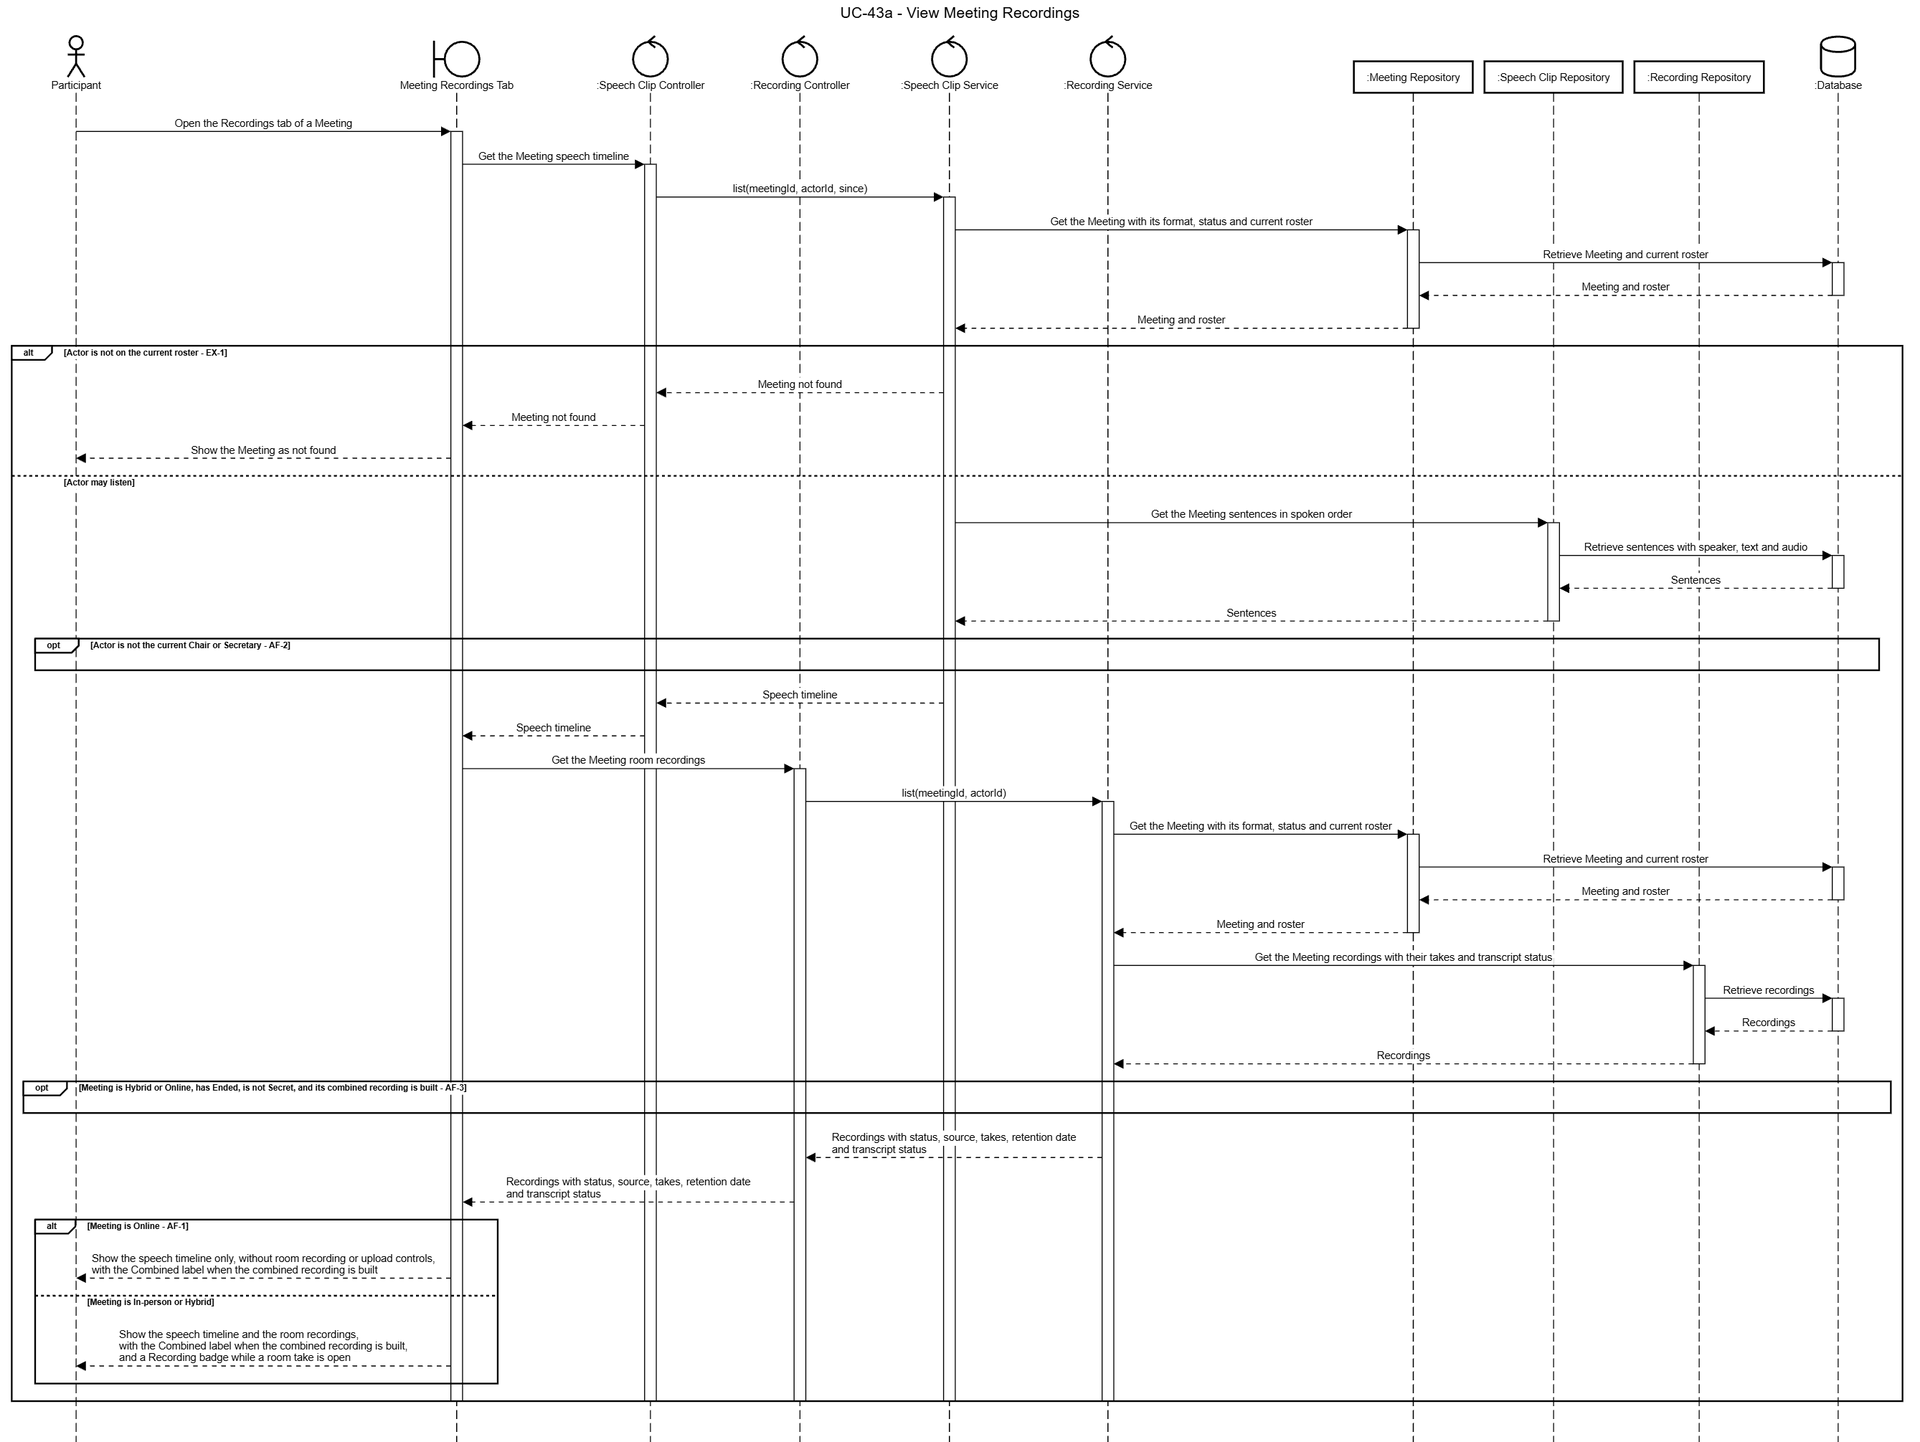 UC-43a - View Meeting Recordings
Participant
Meeting Recordings Tab
:Speech Clip Controller
:Recording Controller
:Speech Clip Service
:Recording Service
:Meeting Repository
:Speech Clip Repository
:Recording Repository
:Database
Open the Recordings tab of a Meeting
Get the Meeting speech timeline
list(meetingId, actorId, since)
Get the Meeting with its format, status and current roster
Retrieve Meeting and current roster
Meeting and roster
Meeting and roster
alt
[Actor is not on the current roster - EX-1]
Meeting not found
Meeting not found
Show the Meeting as not found
[Actor may listen]
Get the Meeting sentences in spoken order
Retrieve sentences with speaker, text and audio
Sentences
Sentences
opt
[Actor is not the current Chair or Secretary - AF-2]
Speech timeline
Speech timeline
Get the Meeting room recordings
list(meetingId, actorId)
Get the Meeting with its format, status and current roster
Retrieve Meeting and current roster
Meeting and roster
Meeting and roster
Get the Meeting recordings with their takes and transcript status
Retrieve recordings
Recordings
Recordings
opt
[Meeting is Hybrid or Online, has Ended, is not Secret, and its combined recording is built - AF-3]
Recordings with status, source, takes, retention date
and transcript status
Recordings with status, source, takes, retention date
and transcript status
alt
[Meeting is Online - AF-1]
Show the speech timeline only, without room recording or upload controls,
with the Combined label when the combined recording is built
[Meeting is In-person or Hybrid]
Show the speech timeline and the room recordings,
with the Combined label when the combined recording is built,
and a Recording badge while a room take is open